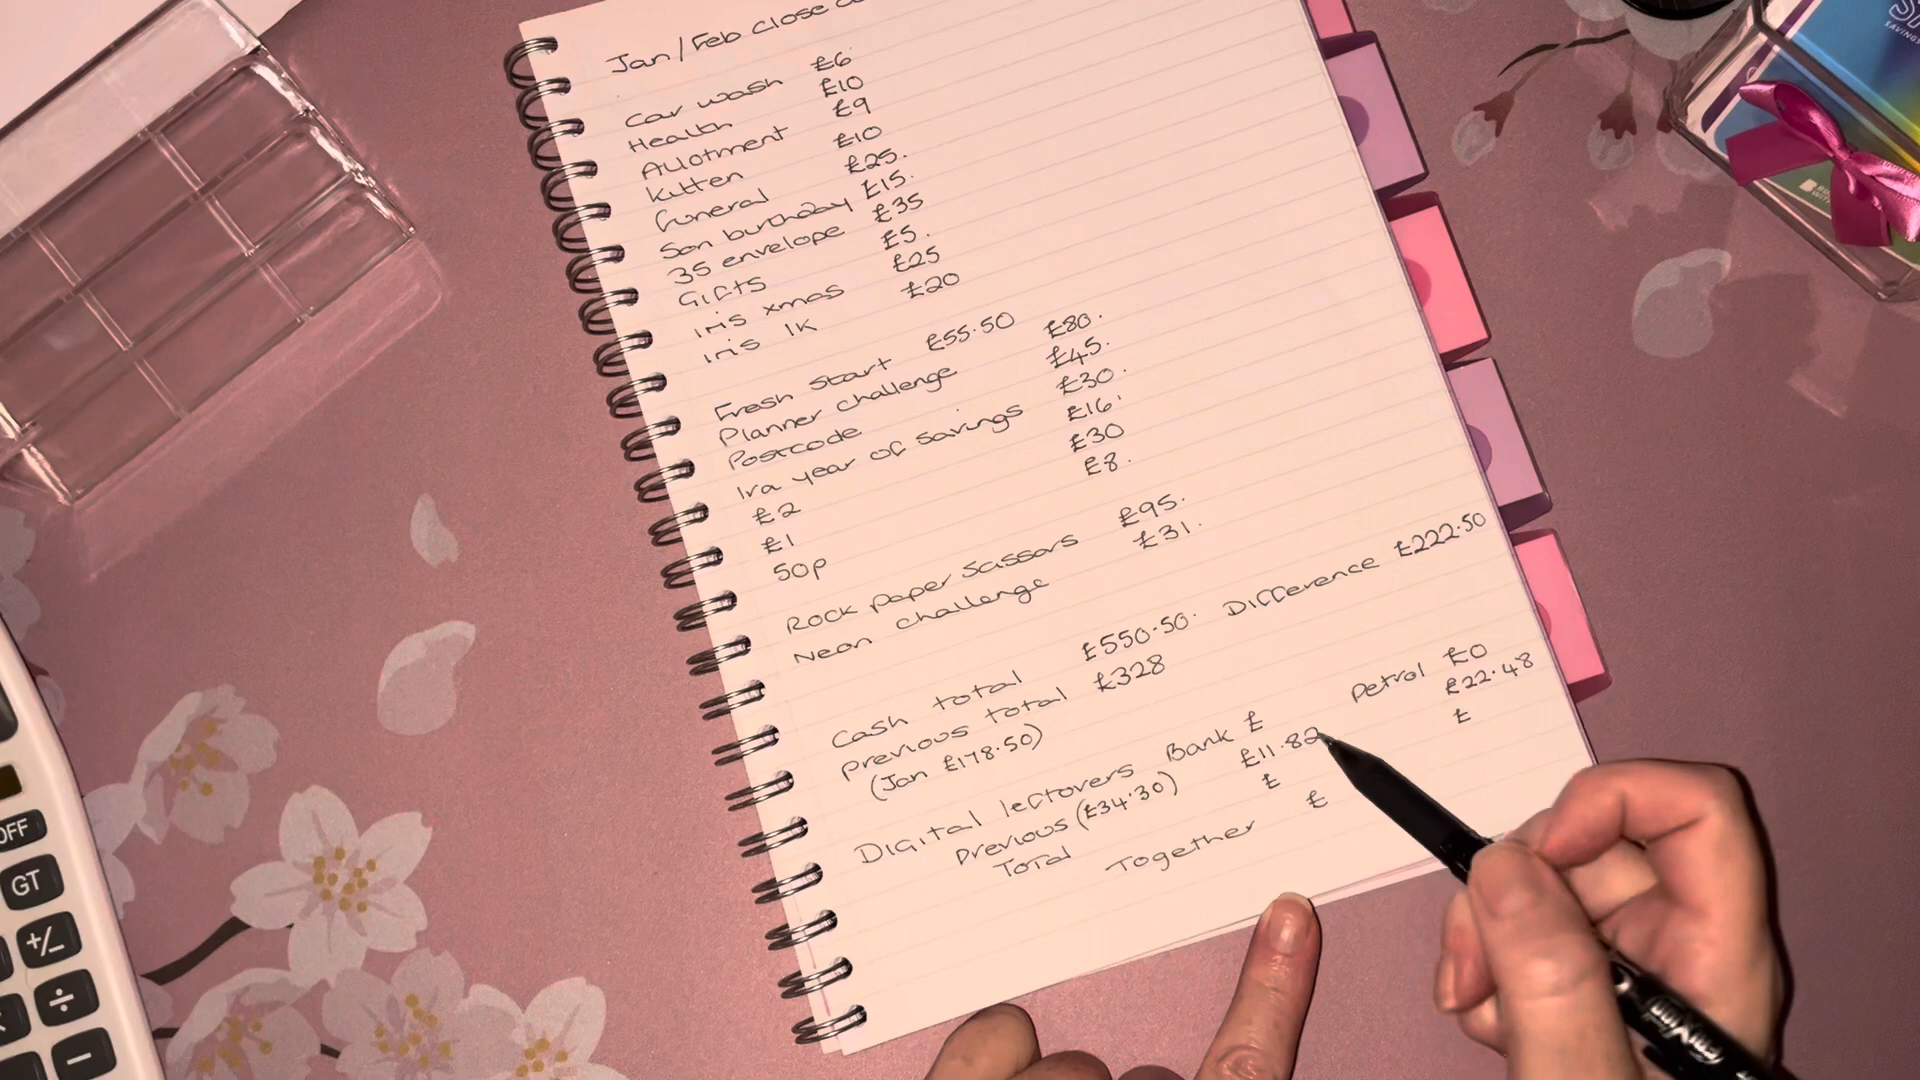 Jan/Feb close
Car wash £6
Health £10
Allotment £9
Kitten £10
Funeral £25.
Son birthday £15.
35 envelope £35
Gifts £5.
Iris xmas £25
Iris 1K £20
Fresh Start £55.50
Planner challenge £80.
Postcode £45.
Ira year of savings £30.
£2 £16.
£1 £30
50p £8.
Rock paper Scissors £95.
Neon challenge £31.
Cash total £550.50. Difference £222.50
previous total £328
(Jan £178.50)
Digital leftovers Bank £ Petrol £0
Previous (£34.30) £11.82 £22.48
Total £ £
Together £
OFF
GT
+/-
÷
-